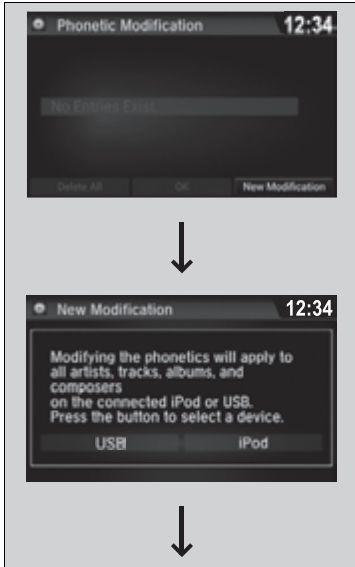 Phonetic Modification 12:34
No Entries Exist.
Delete All OK New Modification
New Modification 12:34
Modifying the phonetics will apply to
all artists, tracks, albums, and
composers
on the connected iPod or USB.
Press the button to select a device.
USB iPod